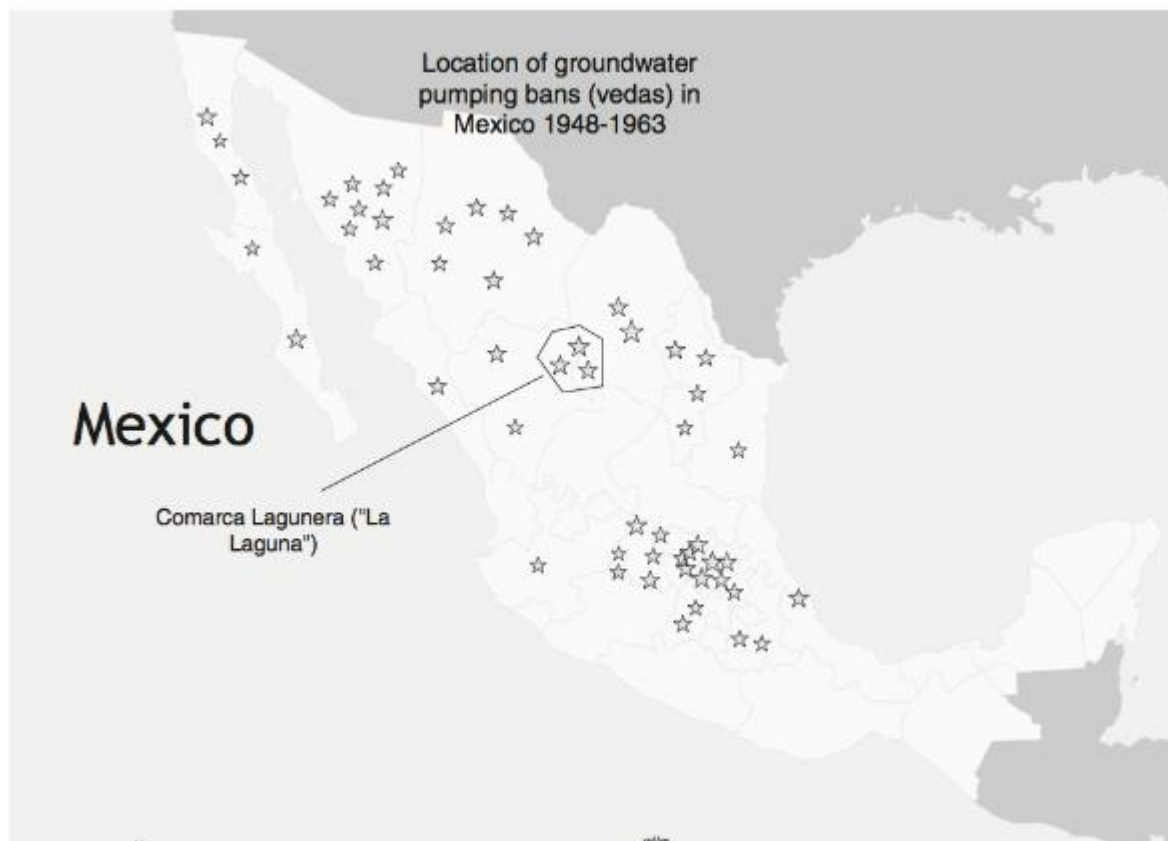 Location of groundwater
pumping bans (vedas) in
Mexico 1948-1963
Mexico
Comarca Lagunera ("La
Laguna")